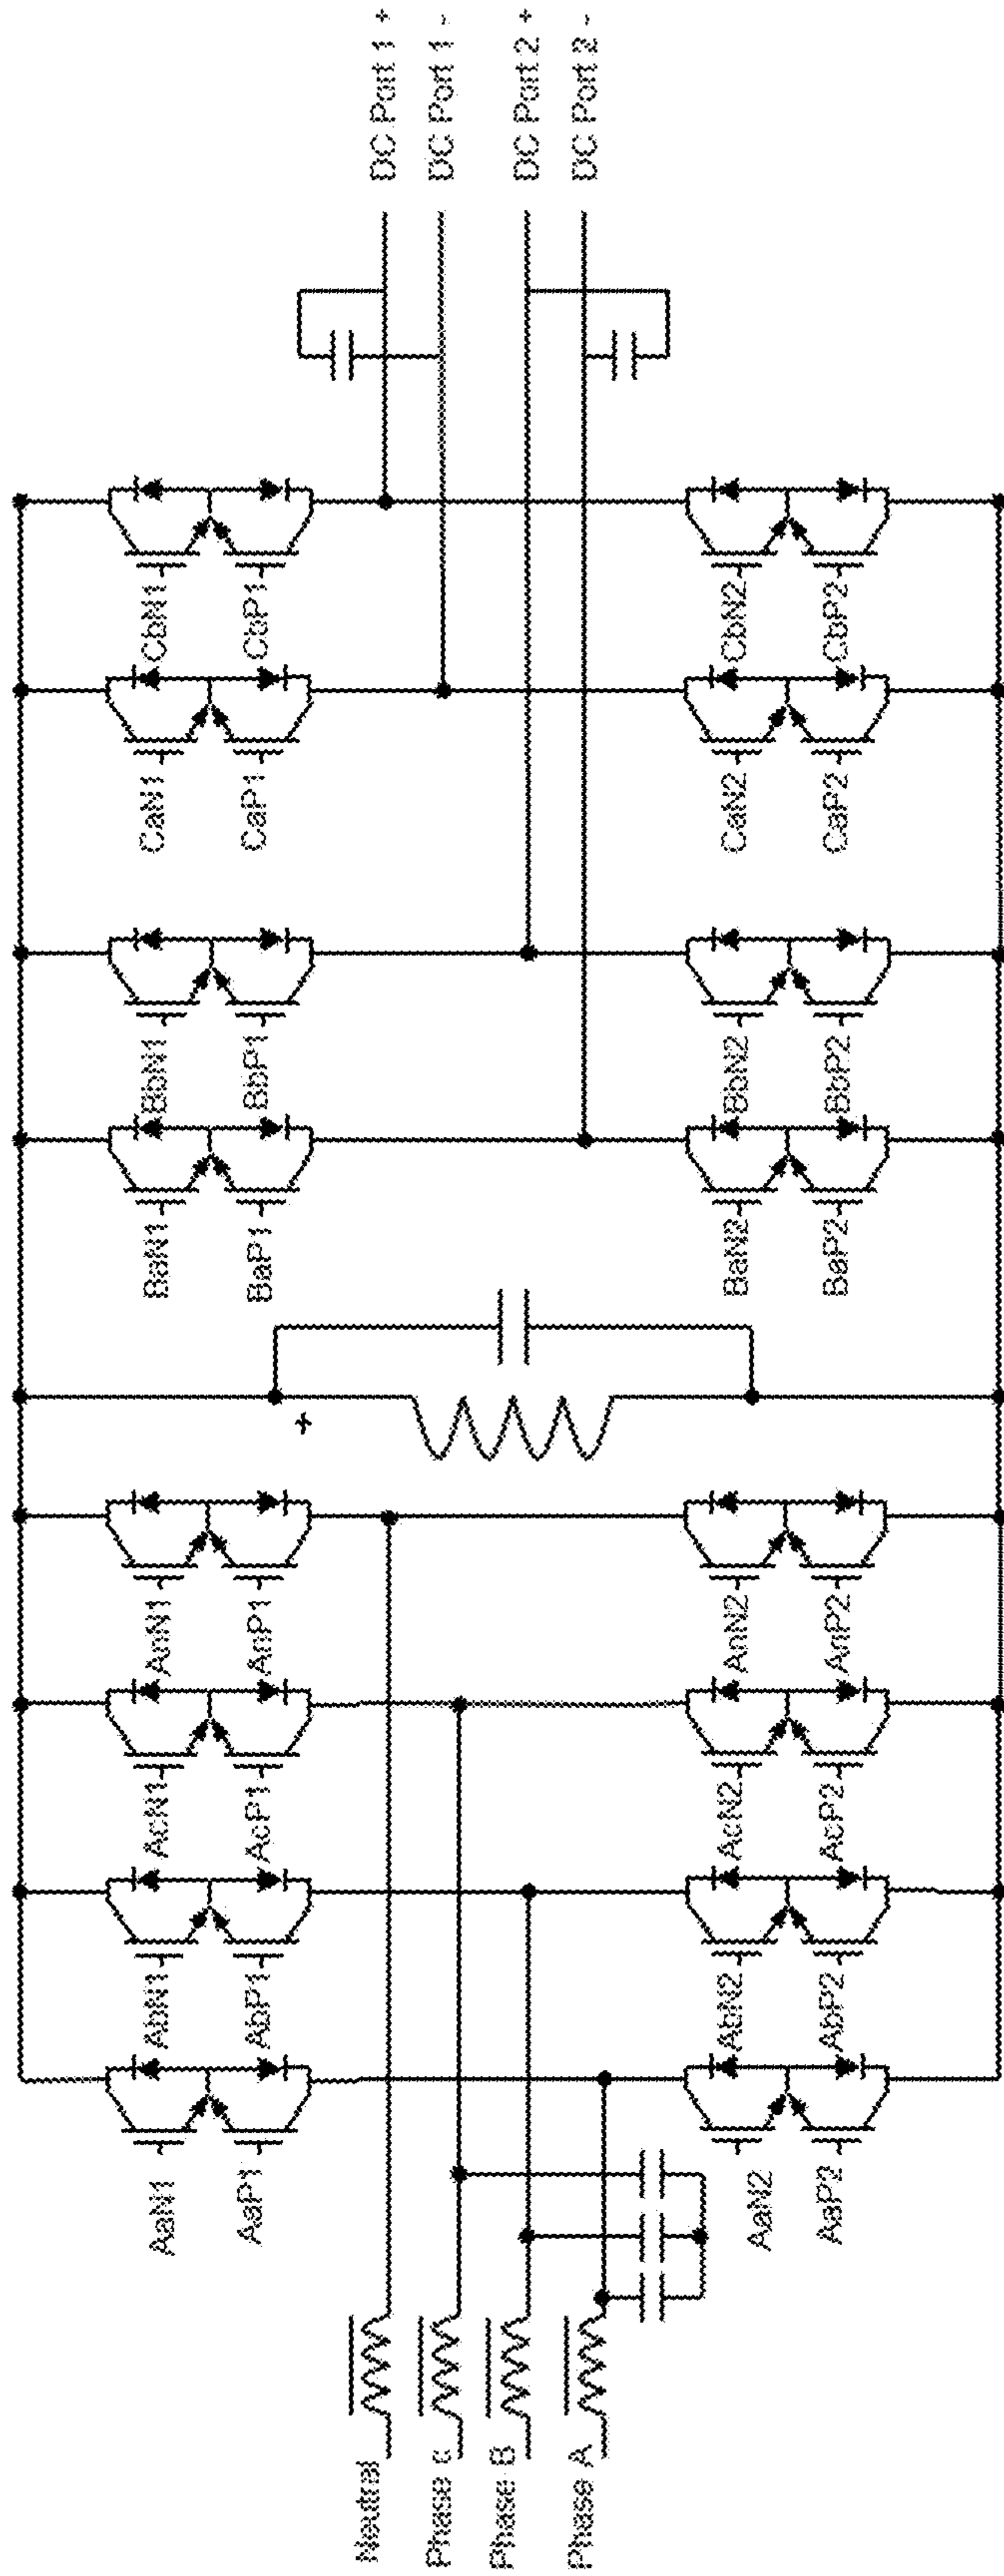 DC Port 1 +
DC Port 1 -
DC Port 2 +
DC Port 2 -
CbN1
CbP1
CbN2
CbP2
CaN1
CaP1
CaN2
CaP2
BbN1
BbP1
BbN2
BbP2
BaN1
BaP1
BaN2
BaP2
+
AnN1
AnP1
AnN2
AnP2
AcN1
AcP1
AcN2
AcP2
AbN1
AbP1
AbN2
AbP2
AaN1
AaP1
AaN2
AaP2
Neutral
Phase c
Phase B
Phase A